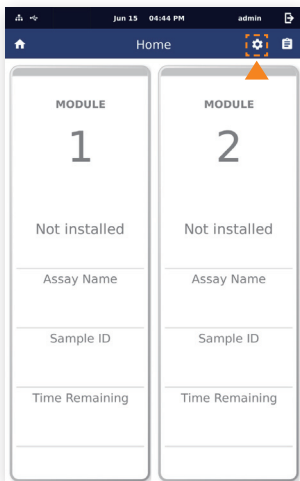 Jun 15 04:44 PM admin
Home
MODULE
1
Not installed
Assay Name
Sample ID
Time Remaining
MODULE
2
Not installed
Assay Name
Sample ID
Time Remaining